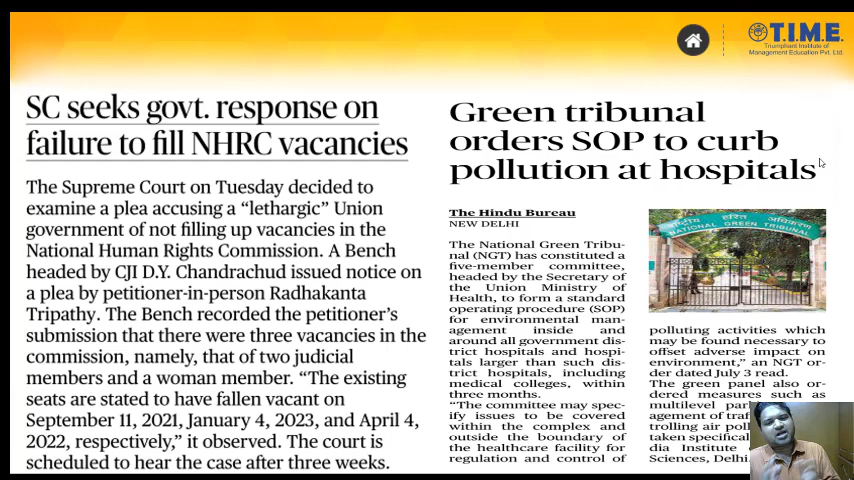 T.I.M.E.
Triumphant Institute of
Management Education Pvt. Ltd.
SC seeks govt. response on
failure to fill NHRC vacancies
The Supreme Court on Tuesday decided to
examine a plea accusing a “lethargic” Union
government of not filling up vacancies in the
National Human Rights Commission. A Bench
headed by CJI D.Y. Chandrachud issued notice on
a plea by petitioner-in-person Radhakanta
Tripathy. The Bench recorded the petitioner’s
submission that there were three vacancies in the
commission, namely, that of two judicial
members and a woman member. “The existing
seats are stated to have fallen vacant on
September 11, 2021, January 4, 2023, and April 4,
2022, respectively,” it observed. The court is
scheduled to hear the case after three weeks.
Green tribunal
orders SOP to curb
pollution at hospitals
The Hindu Bureau
NEW DELHI
The National Green Tribu-
nal (NGT) has constituted a
five-member committee,
headed by the Secretary of
the Union Ministry of
Health, to form a standard
operating procedure (SOP)
for environmental man-
agement inside and
around all government dis-
trict hospitals and hospi-
tals larger than such dis-
trict hospitals, including
medical colleges, within
three months.
“The committee may spec-
ify issues to be covered
within the complex and
outside the boundary of
the healthcare facility for
regulation and control of
राष्ट्रीय हरित अधिकरण
NATIONAL GREEN TRIBUNAL
polluting activities which
may be found necessary to
offset adverse impact on
environment,” an NGT or-
der dated July 3 read.
The green panel also or-
dered measures such as
multilevel
agement of
trolling air
taken
dia Institute
Sciences, Delhi.